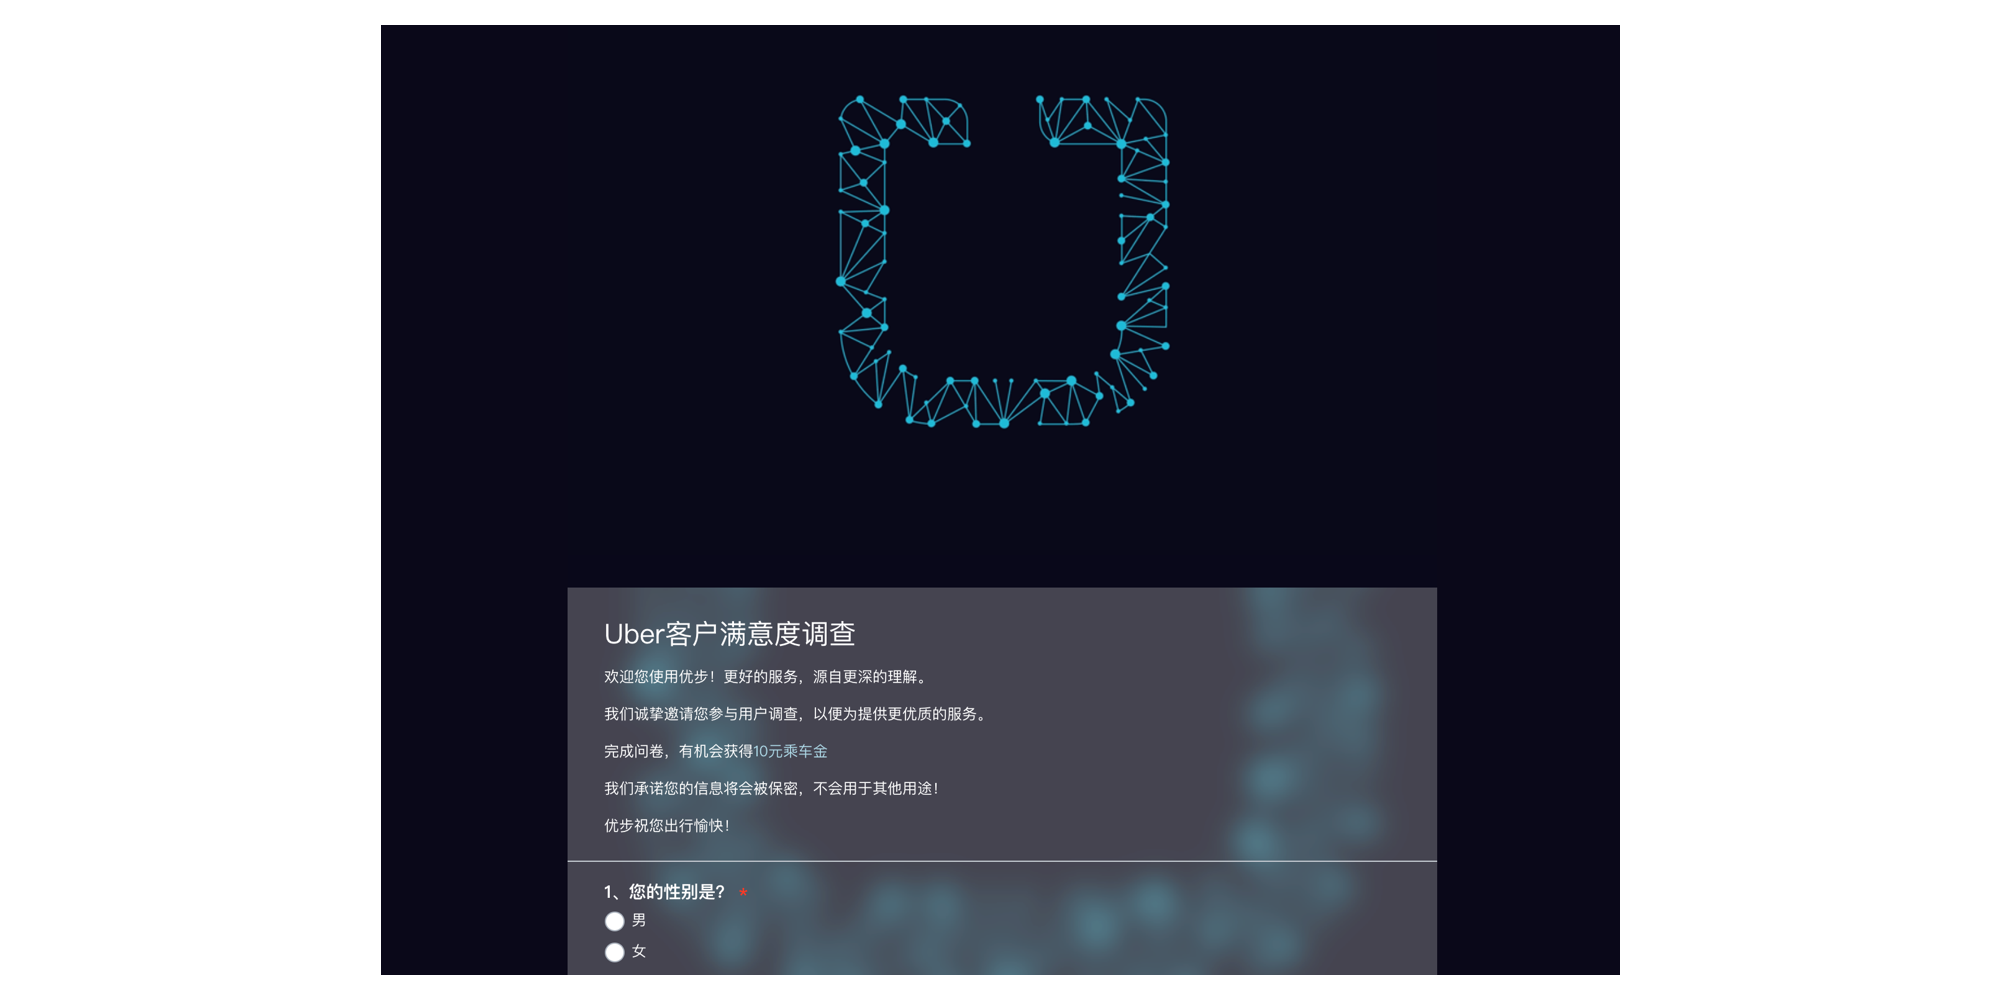 Uber客户满意度调查
欢迎您使用优步！更好的服务，源自更深的理解。
我们诚挚邀请您参与用户调查，以便为提供更优质的服务。
完成问卷，有机会获得10元乘车金
我们承诺您的信息将会被保密，不会用于其他用途！
优步祝您出行愉快！
1、您的性别是？ *
男
女